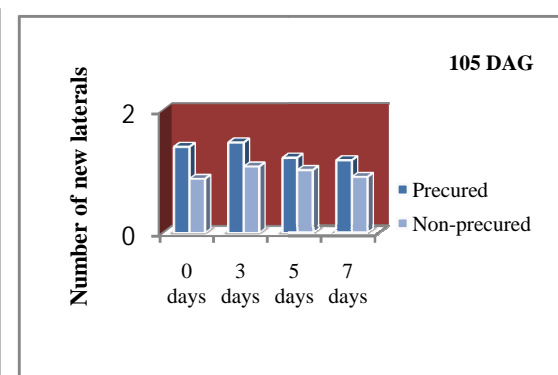 105 DAG
Number of new laterals
2
0
0 days
3 days
5 days
7 days
Precured
Non-precured